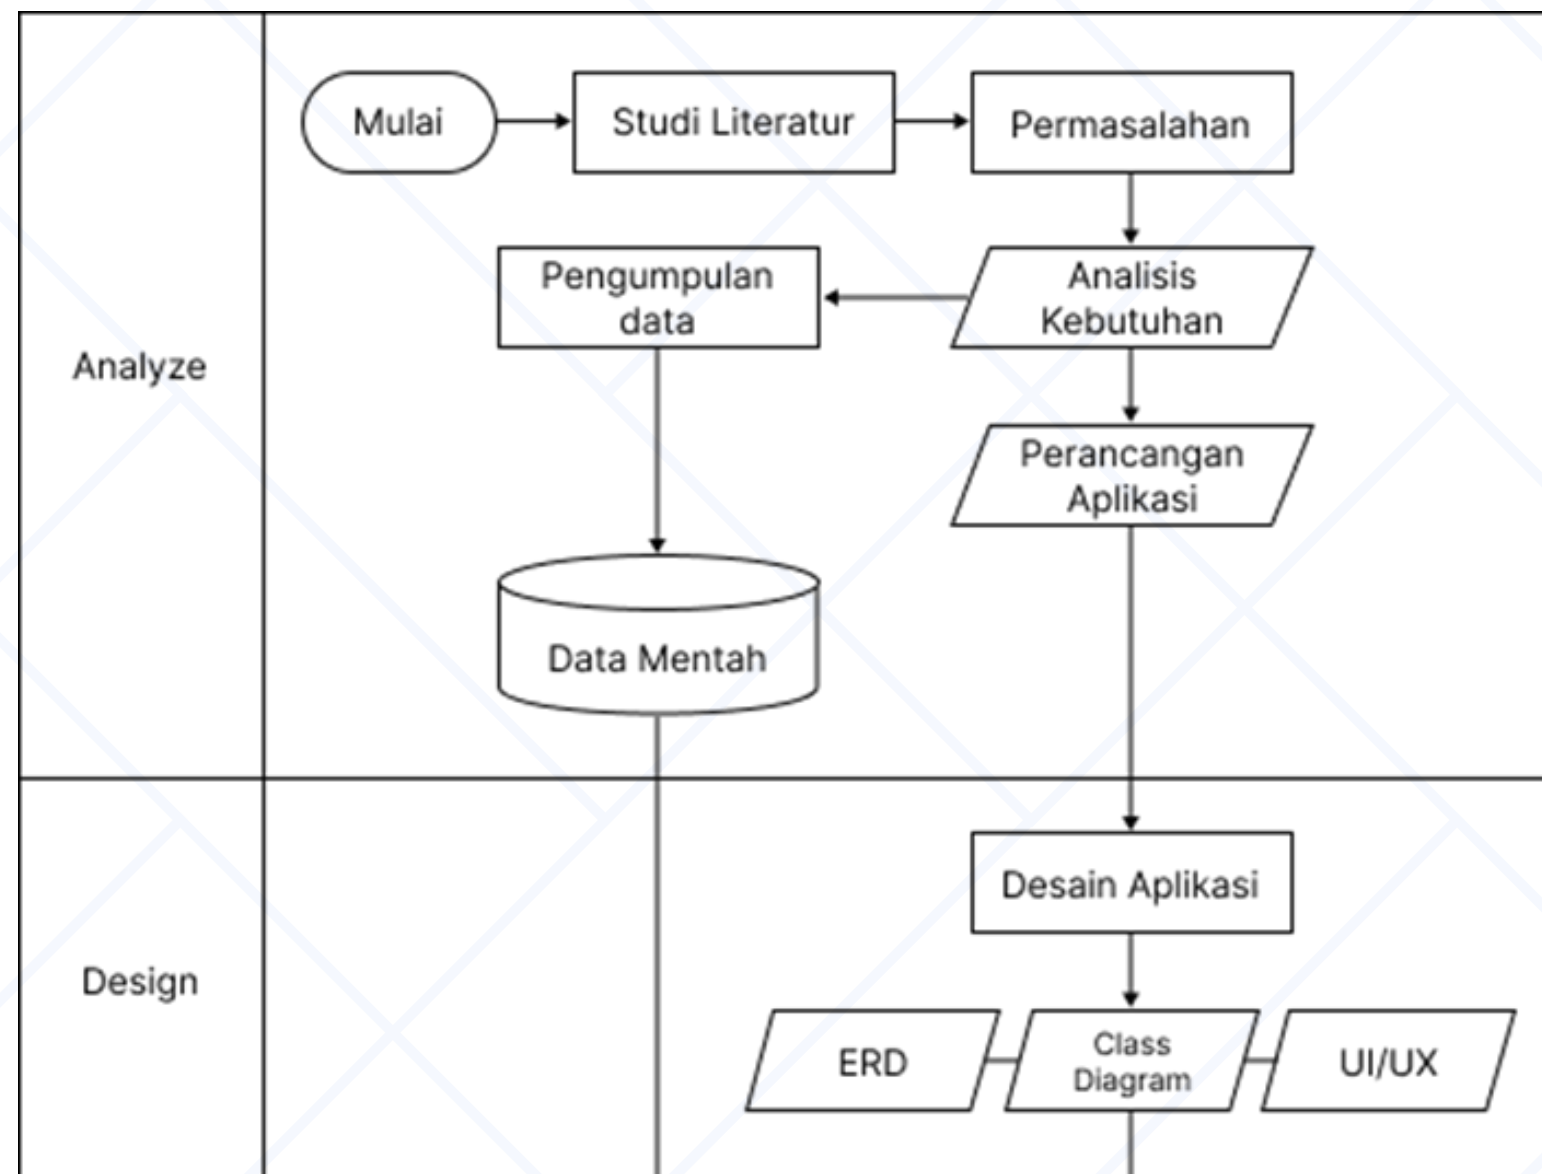 Analyze
Mulai
Studi Literatur
Permasalahan
Pengumpulan
data
Analisis
Kebutuhan
Perancangan
Aplikasi
Data Mentah
Design
Desain Aplikasi
ERD
Class
Diagram
UI/UX